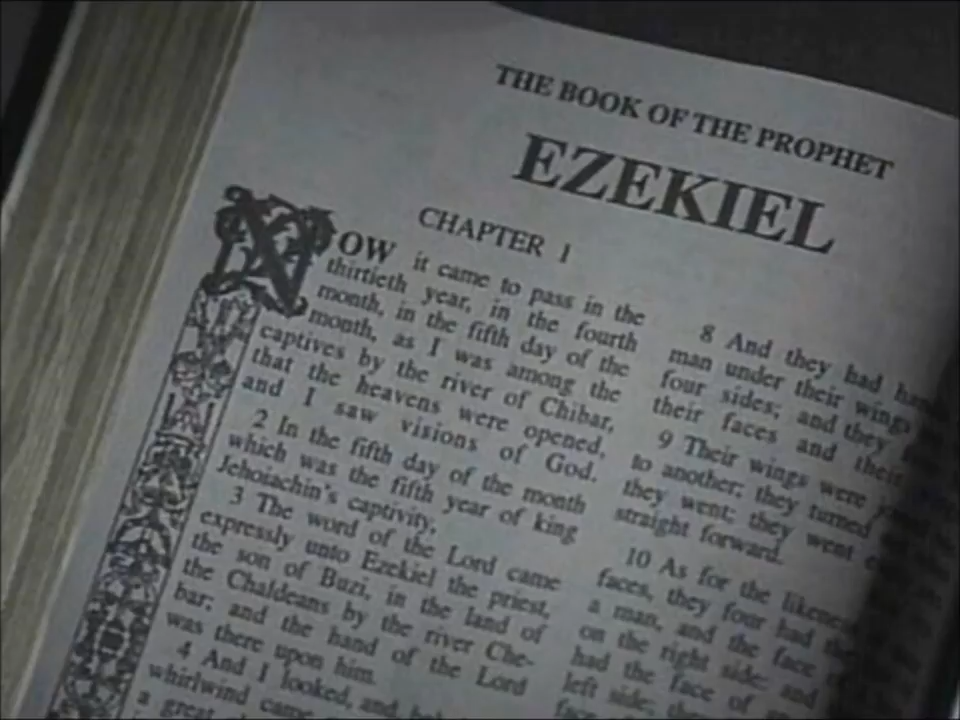 THE BOOK OF THE PROPHET
EZEKIEL
CHAPTER 1
NOW it came to pass in the
thirtieth year, in the fourth
month, in the fifth day of the
month, as I was among the
captives by the river of Chibar,
that the heavens were opened,
and I saw visions of God.
2 In the fifth day of the month
which was the fifth year of king
Jehoiachin's captivity,
3 The word of the Lord came
expressly unto Ezekiel the priest,
the son of Buzi, in the land of
the Chaldeans by the river Che-
bar; and the hand of the Lord
was there upon him.
4 And I looked, and,
whirlwind came
a great
8 And they had
man under their wings
four sides; and they
their faces and their
9 Their wings were
to another; they turned
they went; they went
straight forward.
10 As for the
faces, they four had the
a man, and the face
on the right side: and
had the face of
left side;